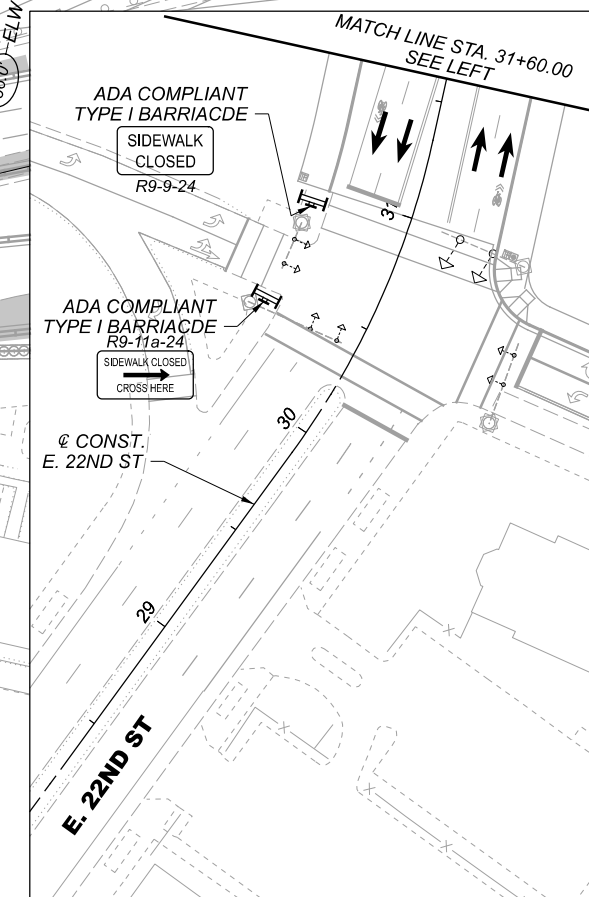 ELW
MATCH LINE STA. 31+60.00
SEE LEFT
ADA COMPLIANT
TYPE I BARRIACDE
SIDEWALK
CLOSED
R9-9-24
31
ADA COMPLIANT
TYPE I BARRIACDE
R9-11a-24
SIDEWALK CLOSED
CROSS HERE
30
℄ CONST.
E. 22ND ST
29
E. 22ND ST